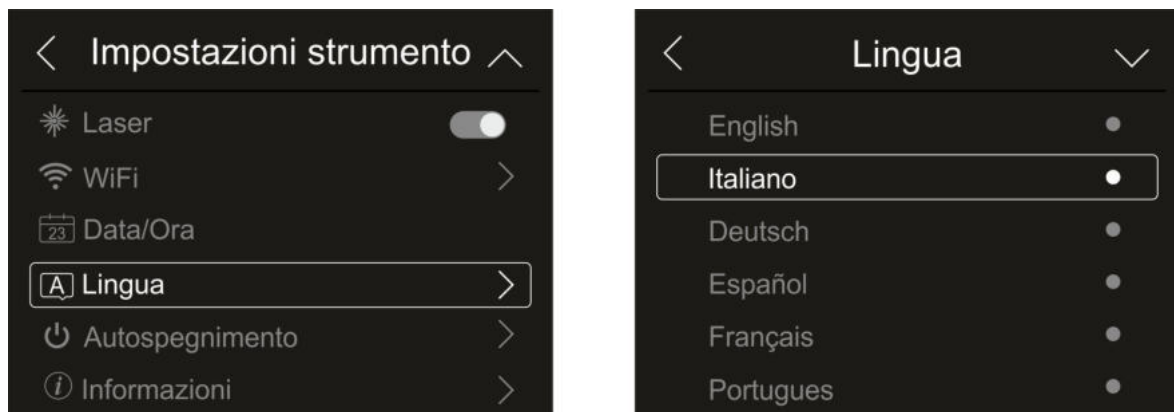 Impostazioni strumento
Laser
WiFi
23 Data/Ora
A Lingua
Autospegnimento
i Informazioni
Lingua
English
Italiano
Deutsch
Español
Français
Portugues